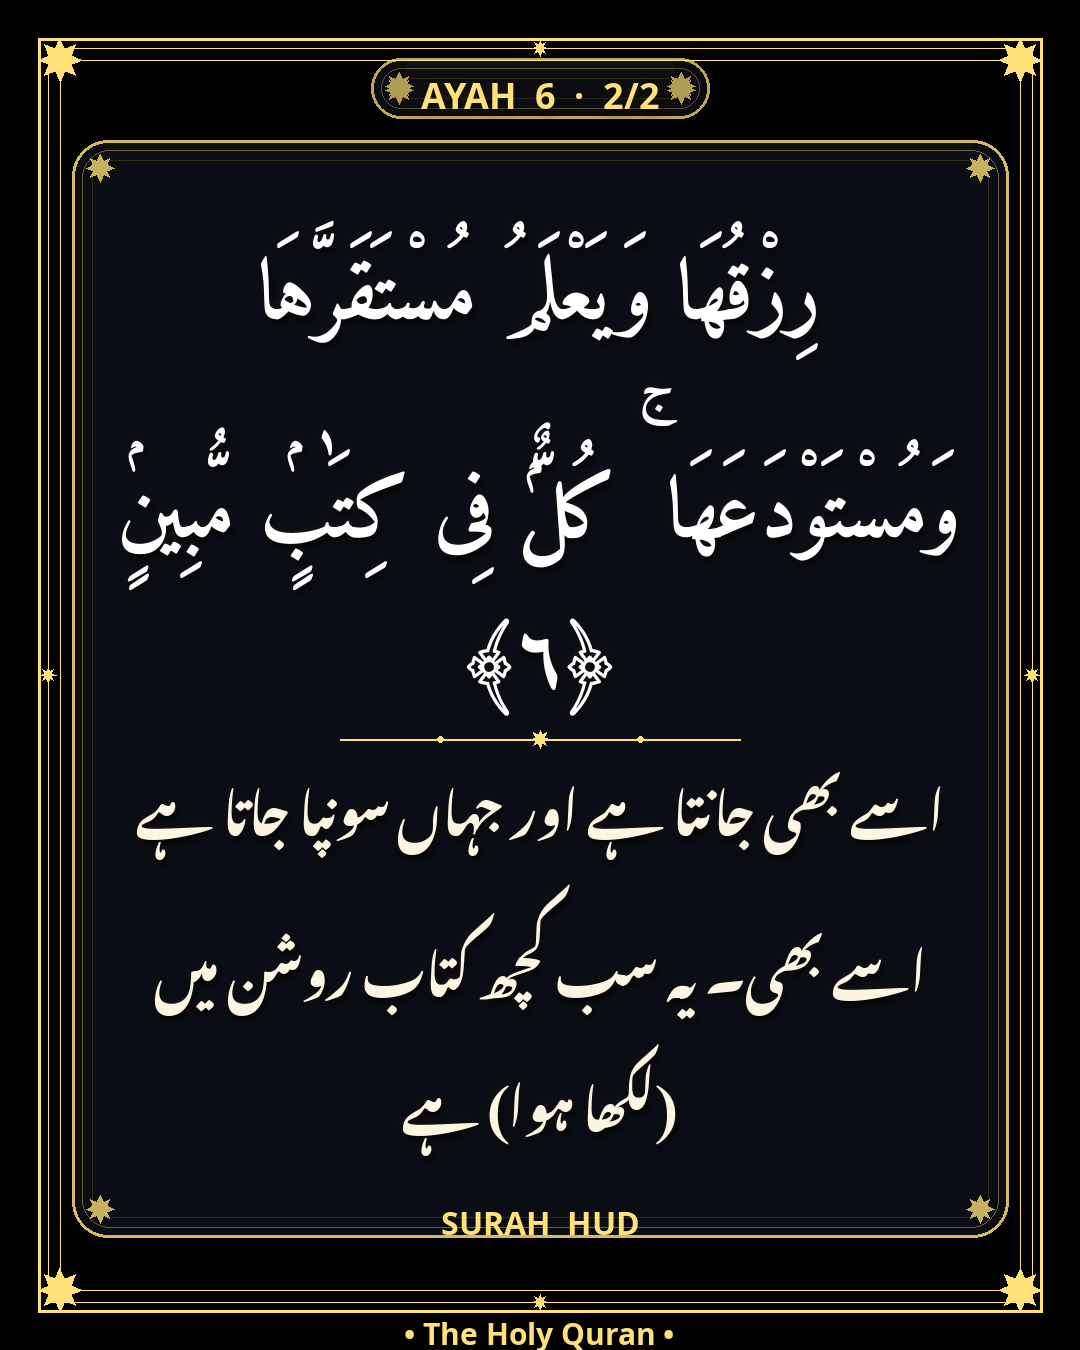 AYAH 6 · 2/2
رِزْقُهَا وَيَعْلَمُ مُسْتَقَرَّهَا
وَمُسْتَوْدَعَهَا ۚ كُلٌّ فِى كِتَٰبٍۢ مُّبِينٍۢ
﴿٦﴾
اسے بھی جانتا ہے اور جہاں سونپا جاتا ہے
اسے بھی۔ یہ سب کچھ کتاب روشن میں
(لکھا ہوا) ہے
SURAH HUD
• The Holy Quran •